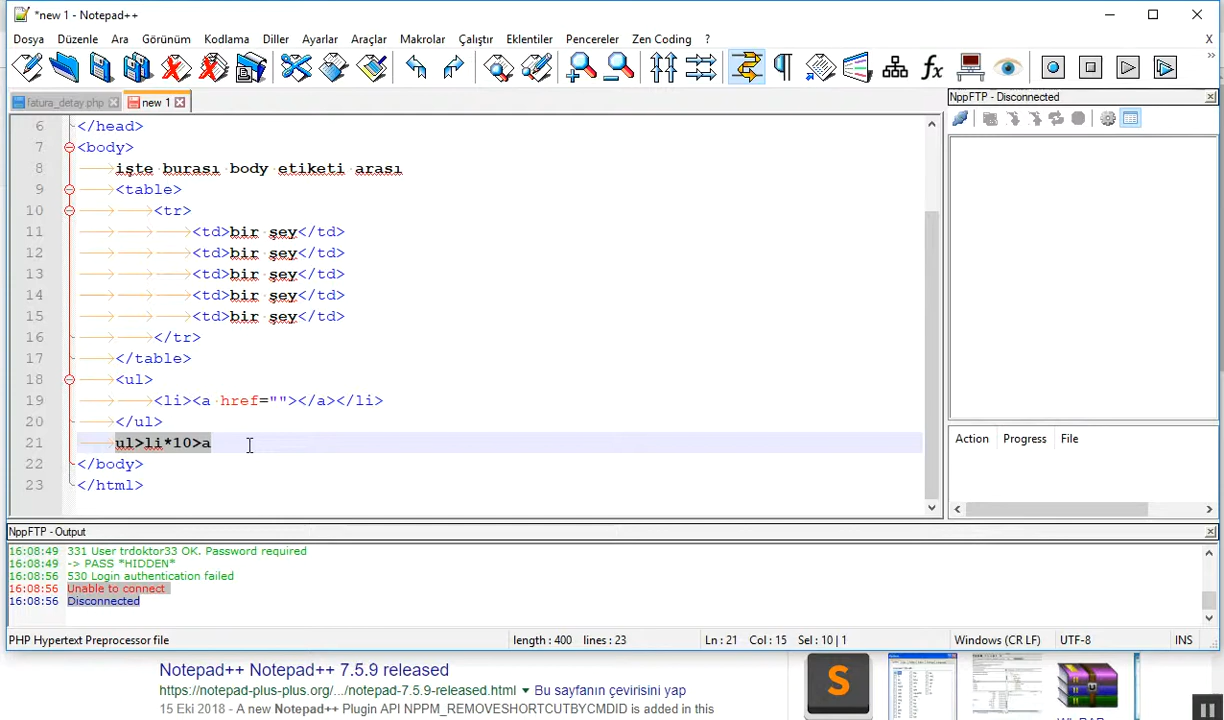 *new 1 - Notepad++
Dosya Düzenle Ara Görünüm Kodlama Diller Ayarlar Araçlar Makrolar Çalıştır Eklentiler Pencereler Zen Coding ? X
fatura_detay.php new 1
NppFTP - Disconnected
6 </head>
7 <body>
8 işte burası body etiketi arası
9 <table>
10 <tr>
11 <td>bir şey</td>
12 <td>bir şey</td>
13 <td>bir şey</td>
14 <td>bir şey</td>
15 <td>bir şey</td>
16 </tr>
17 </table>
18 <ul>
19 <li><a href=""></a></li>
20 </ul>
21 ul>li*10>a
22 </body>
23 </html>
Action Progress File
NppFTP - Output
16:08:49 331 User trdoktor33 OK. Password required
16:08:49 -> PASS *HIDDEN*
16:08:56 530 Login authentication failed
16:08:56 Unable to connect
16:08:56 Disconnected
PHP Hypertext Preprocessor file length : 400 lines : 23 Ln : 21 Col : 15 Sel : 10 | 1 Windows (CR LF) UTF-8 INS
Notepad++ Notepad++ 7.5.9 released
https://notepad-plus-plus.org/.../notepad-7.5.9-released.html Bu sayfanın çevirisini yap
15 Eki 2018 - A new Notepad++ Plugin API NPPM_REMOVESHORTCUTBYCMDID is added in this